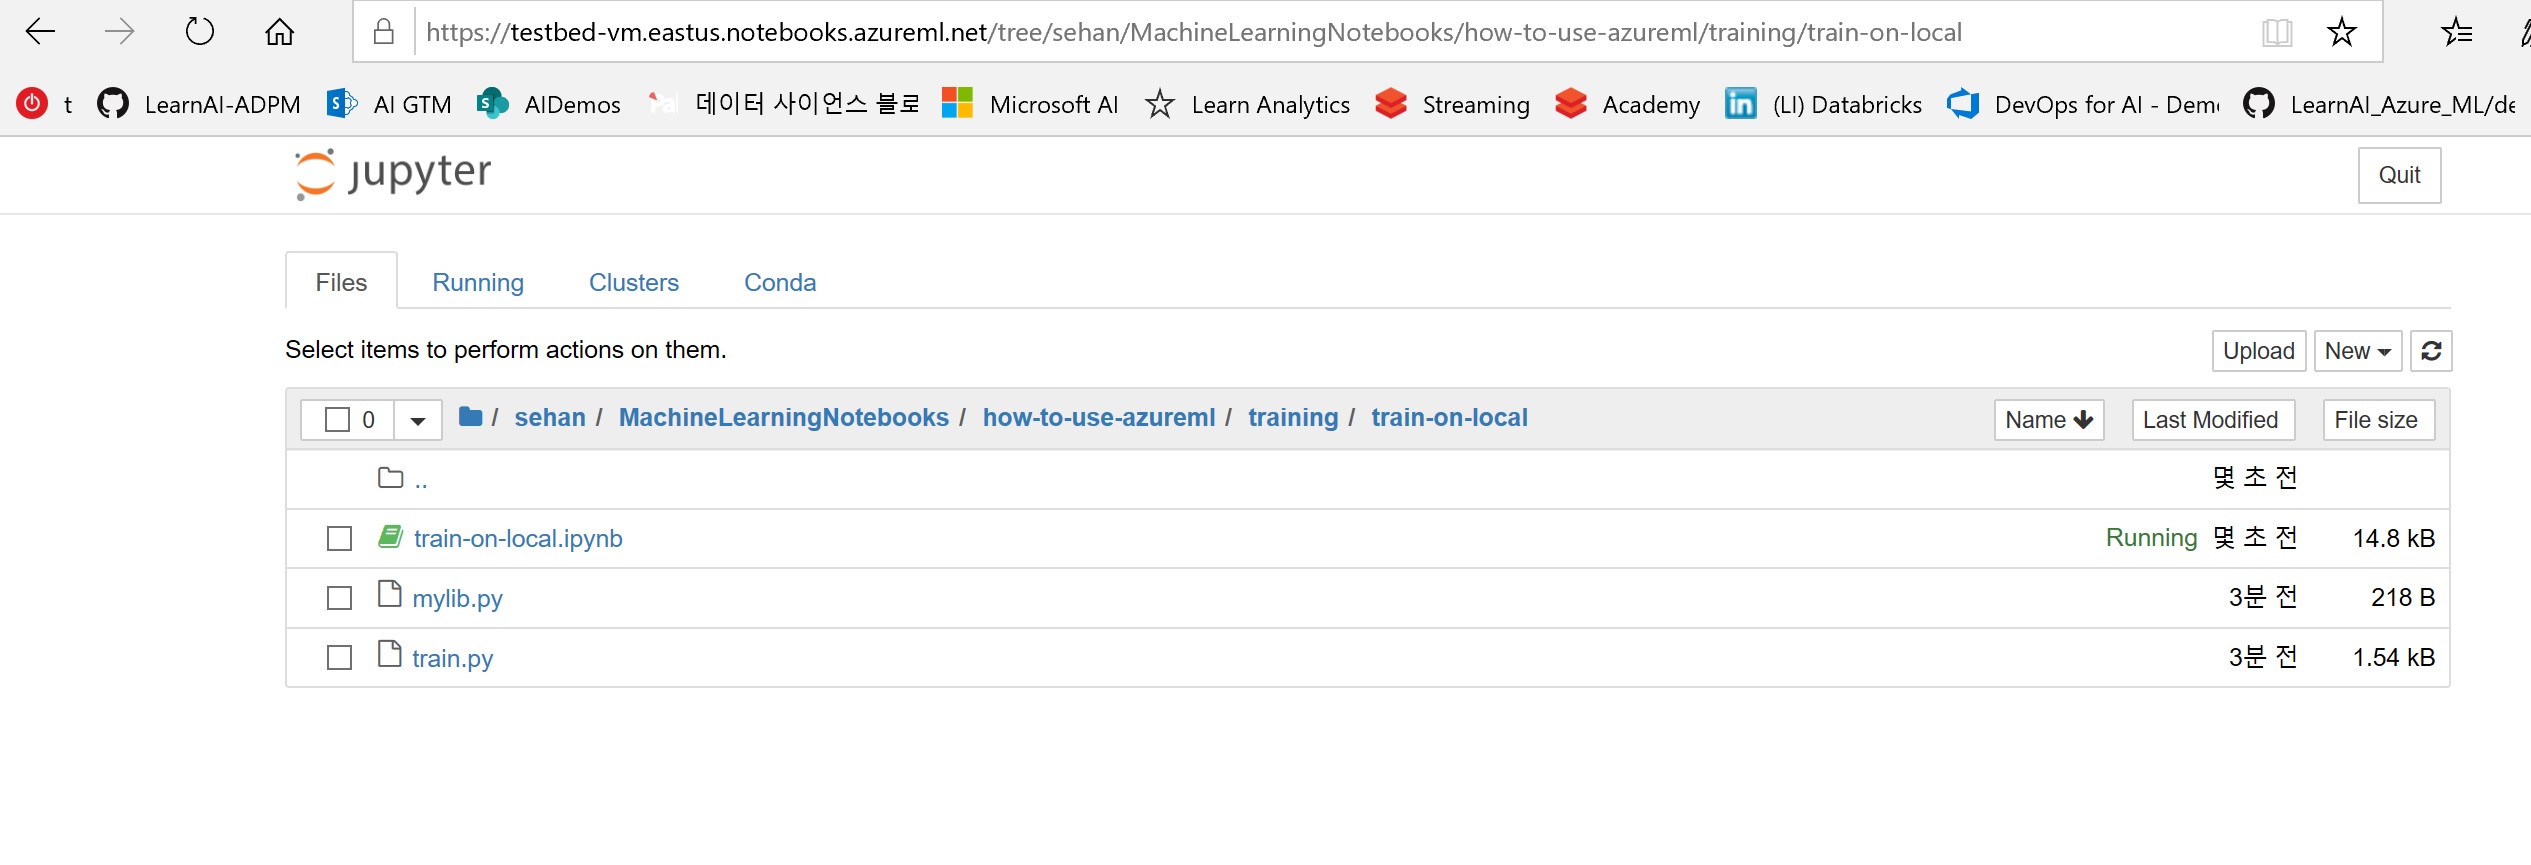 https://testbed-vm.eastus.notebooks.azureml.net/tree/sehan/MachineLearningNotebooks/how-to-use-azureml/training/train-on-local
t LearnAI-ADPM AI GTM AIDemos 데이터 사이언스 블로 Microsoft AI Learn Analytics Streaming Academy (LI) Databricks DevOps for AI - Dem LearnAI_Azure_ML/de
jupyter Quit
Files Running Clusters Conda
Select items to perform actions on them. Upload New
0 / sehan / MachineLearningNotebooks / how-to-use-azureml / training / train-on-local Name Last Modified File size
.. 몇 초 전
train-on-local.ipynb Running 몇 초 전 14.8 kB
mylib.py 3분 전 218 B
train.py 3분 전 1.54 kB